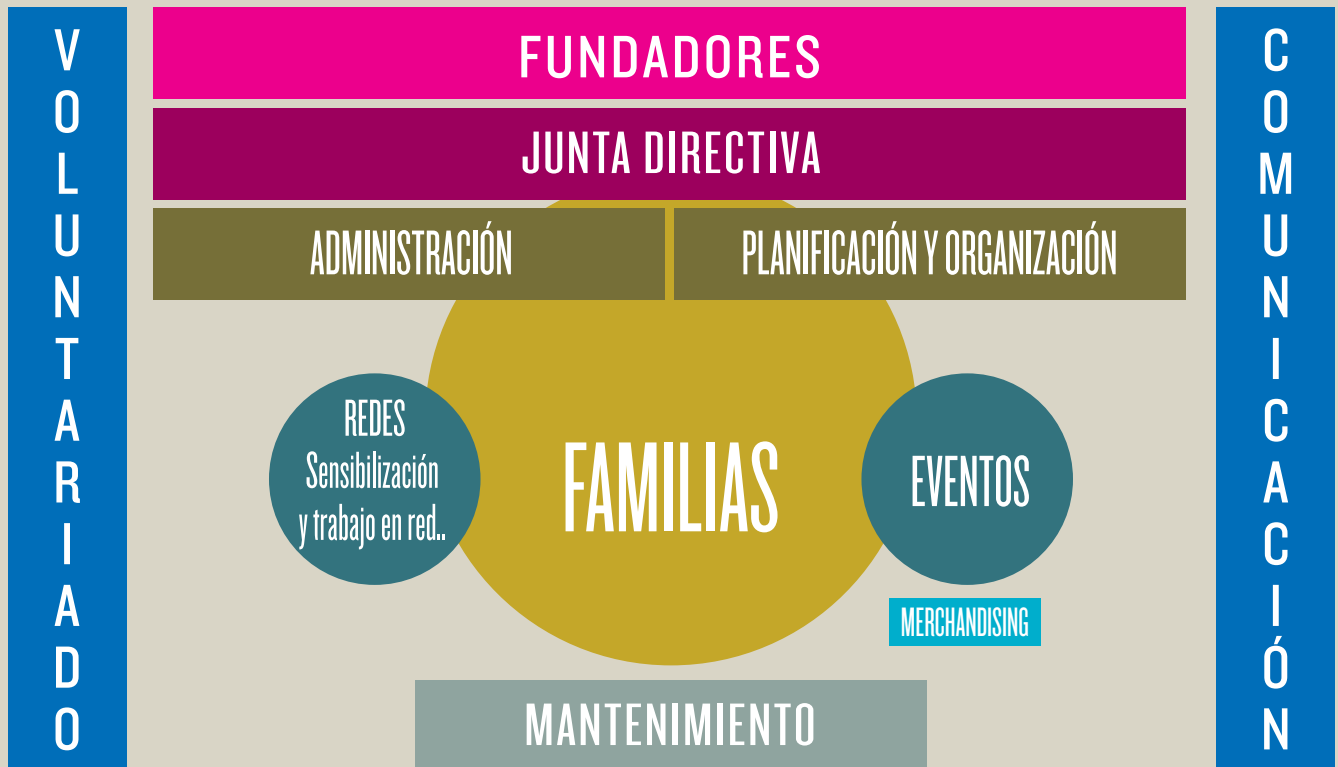 VOLUNTARIADO
FUNDADORES
JUNTA DIRECTIVA
ADMINISTRACIÓN
PLANIFICACIÓN Y ORGANIZACIÓN
REDES
Sensibilización
y trabajo en red..
FAMILIAS
EVENTOS
MERCHANDISING
MANTENIMIENTO
COMUNICACIÓN